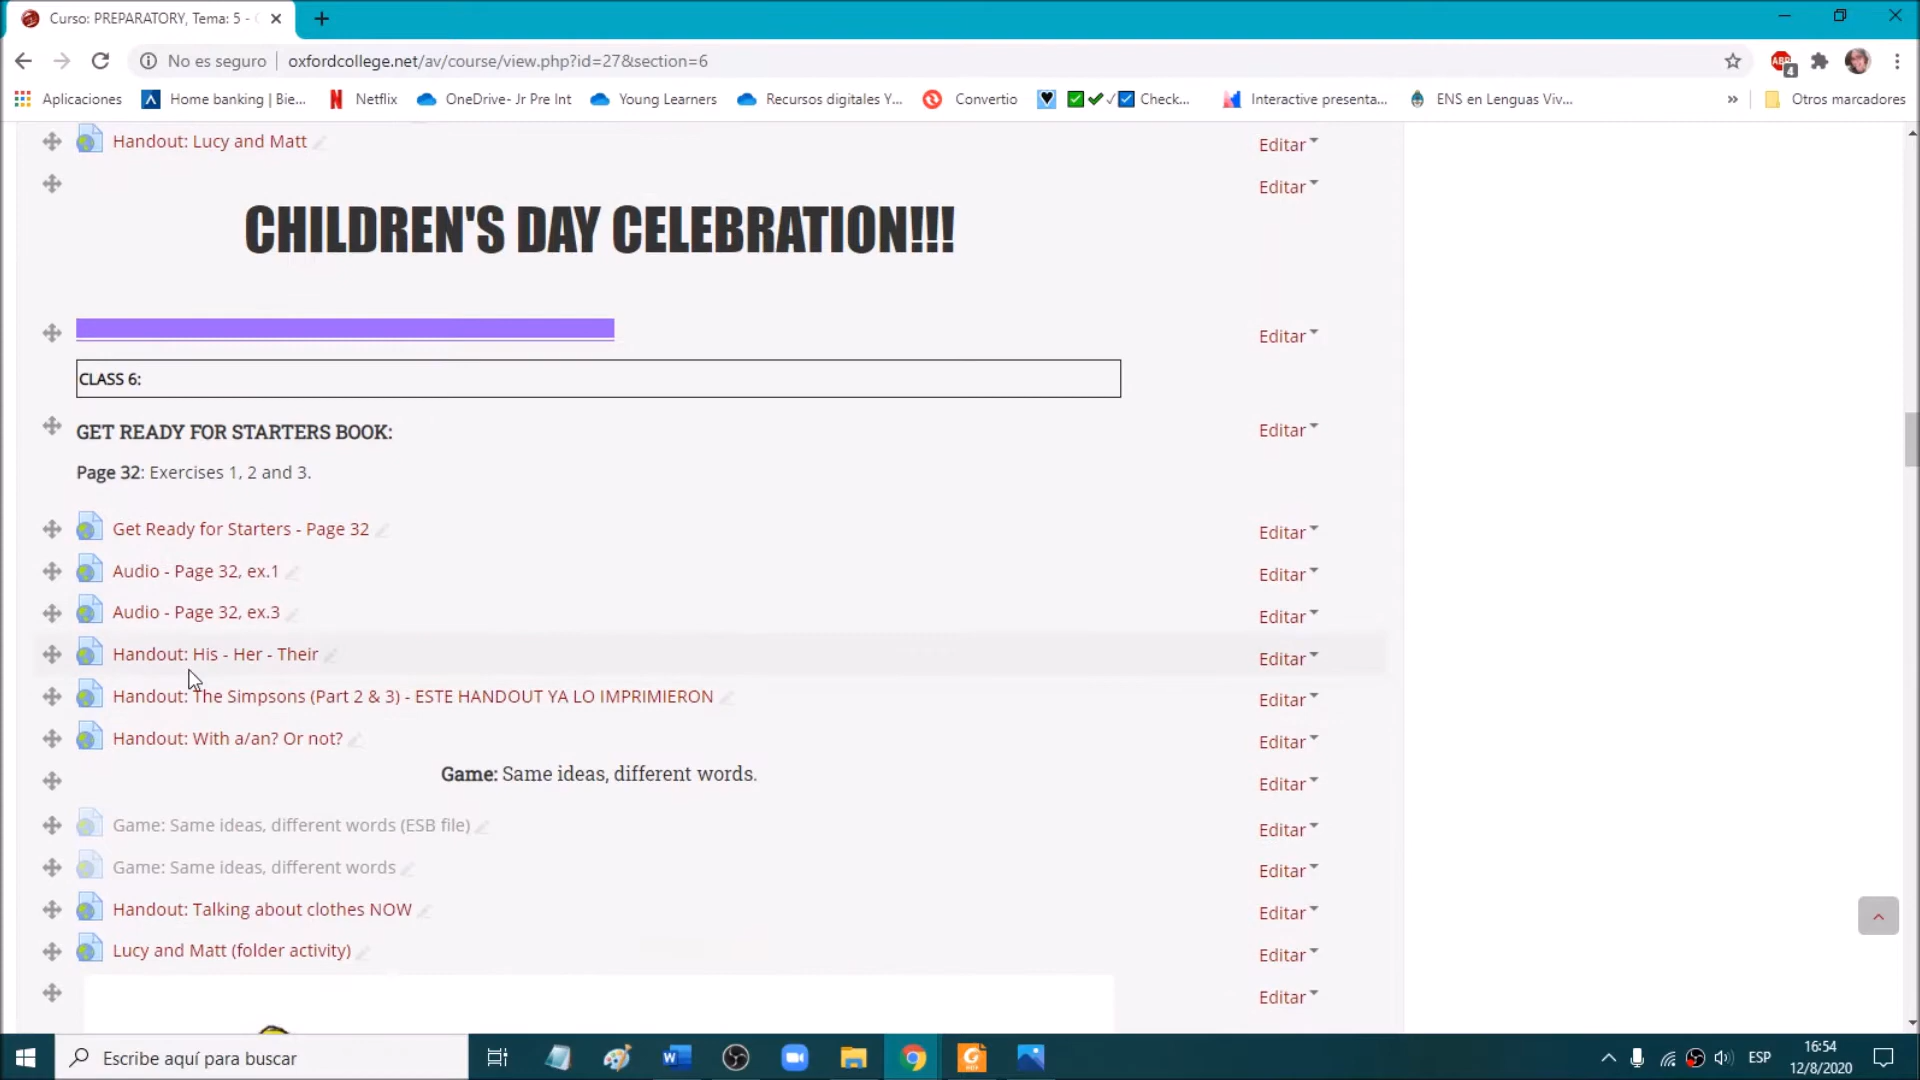 Curso: PREPARATORY, Tema: 5 -
No es seguro | oxfordcollege.net/av/course/view.php?id=27&section=6
4
Aplicaciones Home banking | Bie... Netflix OneDrive- Jr Pre Int Young Learners Recursos digitales Y... Convertio Check... Interactive presenta... ENS en Lenguas Viv... » Otros marcadores
Handout: Lucy and Matt Editar
Editar
CHILDREN'S DAY CELEBRATION!!!
Editar
CLASS 6:
GET READY FOR STARTERS BOOK: Editar
Page 32: Exercises 1, 2 and 3.
Get Ready for Starters - Page 32 Editar
Audio - Page 32, ex.1 Editar
Audio - Page 32, ex.3 Editar
Handout: His - Her - Their Editar
Handout: The Simpsons (Part 2 & 3) - ESTE HANDOUT YA LO IMPRIMIERON Editar
Handout: With a/an? Or not? Editar
Game: Same ideas, different words. Editar
Game: Same ideas, different words (ESB file) Editar
Game: Same ideas, different words Editar
Handout: Talking about clothes NOW Editar
Lucy and Matt (folder activity) Editar
Editar
Escribe aquí para buscar
ESP
16:54
12/8/2020